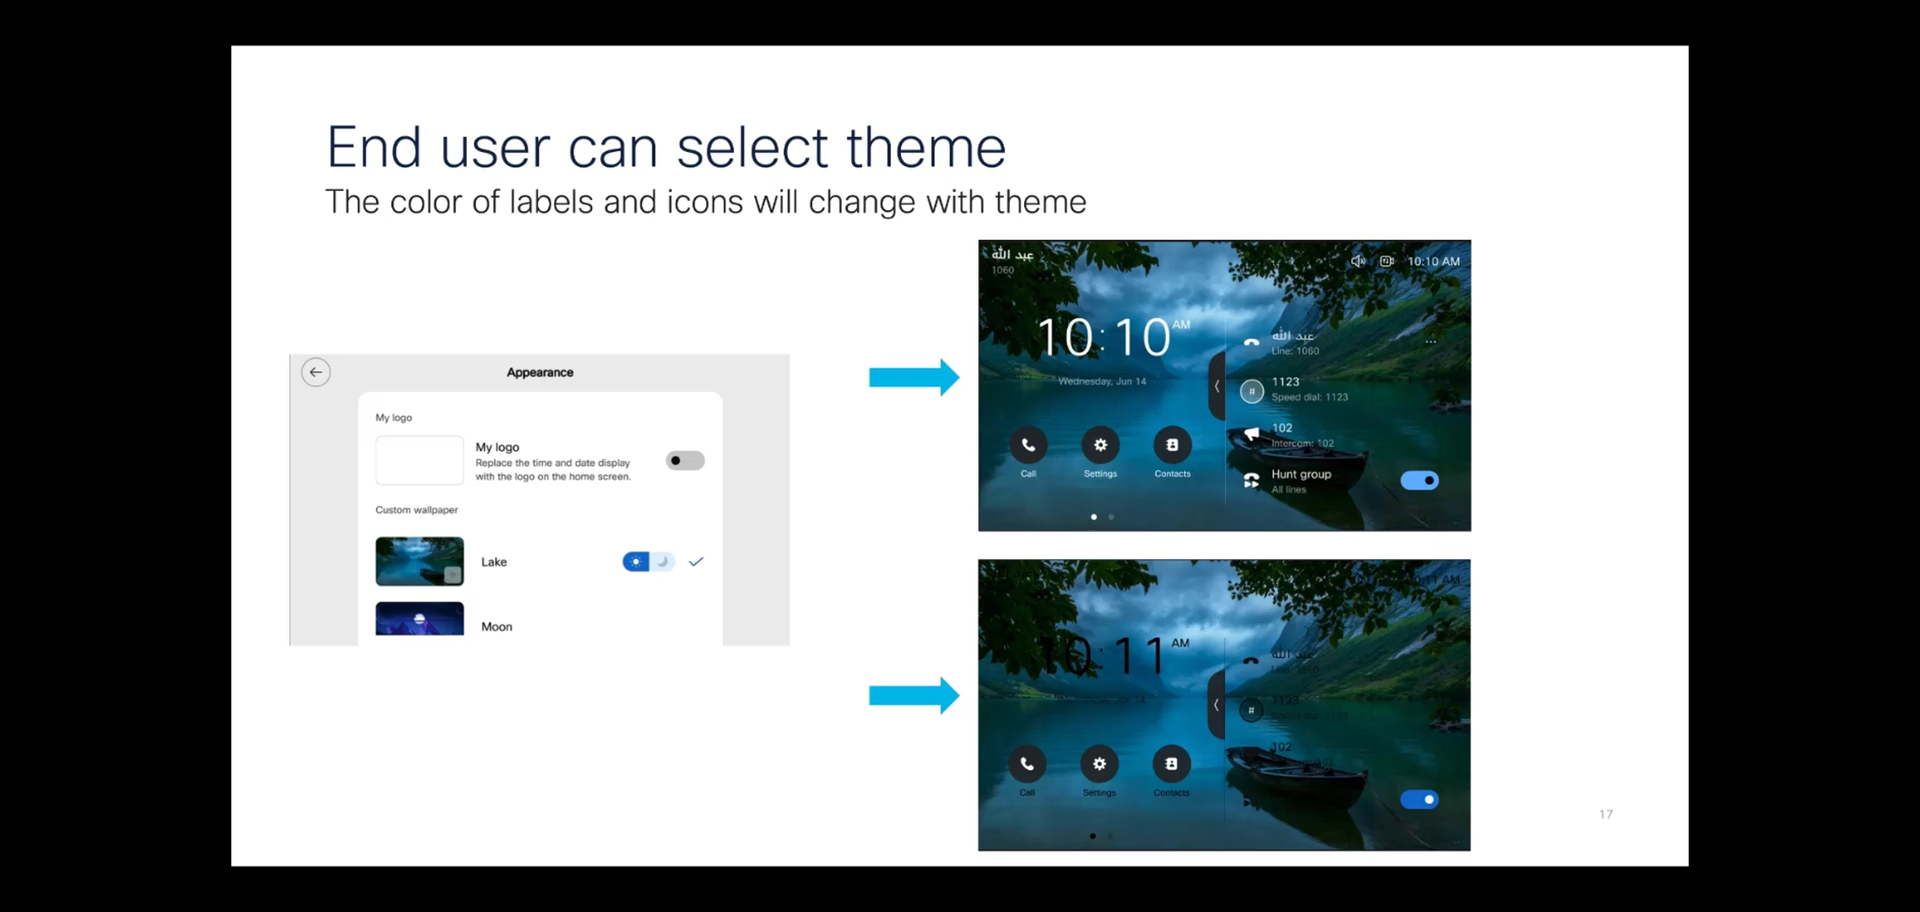 End user can select theme
The color of labels and icons will change with theme
Appearance
My logo
My logo
Replace the time and date display
with the logo on the home screen.
Custom wallpaper
Lake
Moon
عبد الله
1060
10:10 AM
10:10 AM
Wednesday, Jun 14
Call
Settings
Contacts
عبد الله
Line: 1060
...
1123
Speed dial: 1123
102
Intercom: 102
Hunt group
All lines
10:11 AM
Call
Settings
Contacts
1123
102
17